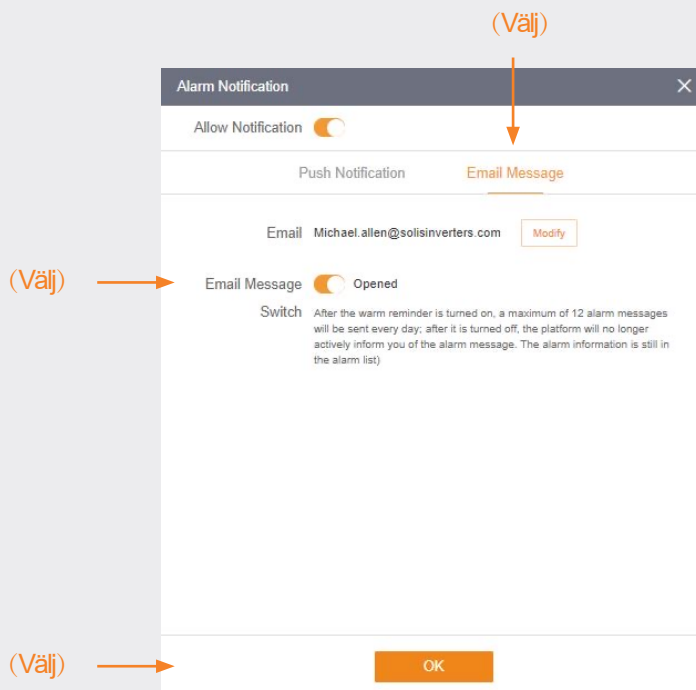 (Välj)
Alarm Notification
Allow Notification
Push Notification Email Message
Email Michael.allen@solisinverters.com Modify
(Välj) Email Message Opened
Switch After the warm reminder is turned on, a maximum of 12 alarm messages
will be sent every day; after it is turned off, the platform will no longer
actively inform you of the alarm message. The alarm information is still in
the alarm list)
(Välj) OK